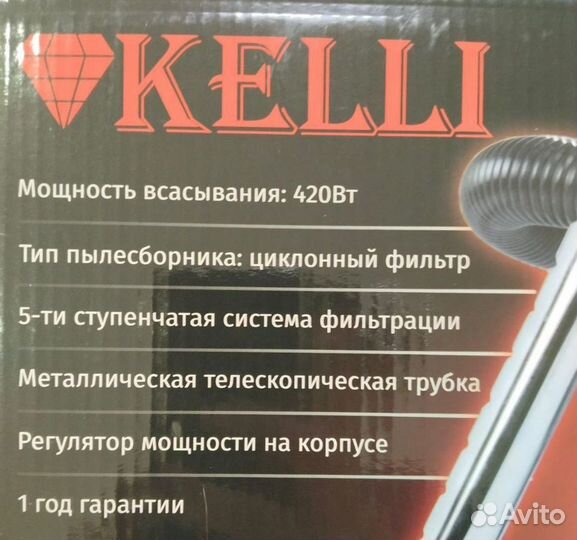 KELLI
Мощность всасывания: 420Вт
Тип пылесборника: циклонный фильтр
5-ти ступенчатая система фильтрации
Металлическая телескопическая трубка
Регулятор мощности на корпусе
1 год гарантии
Avito